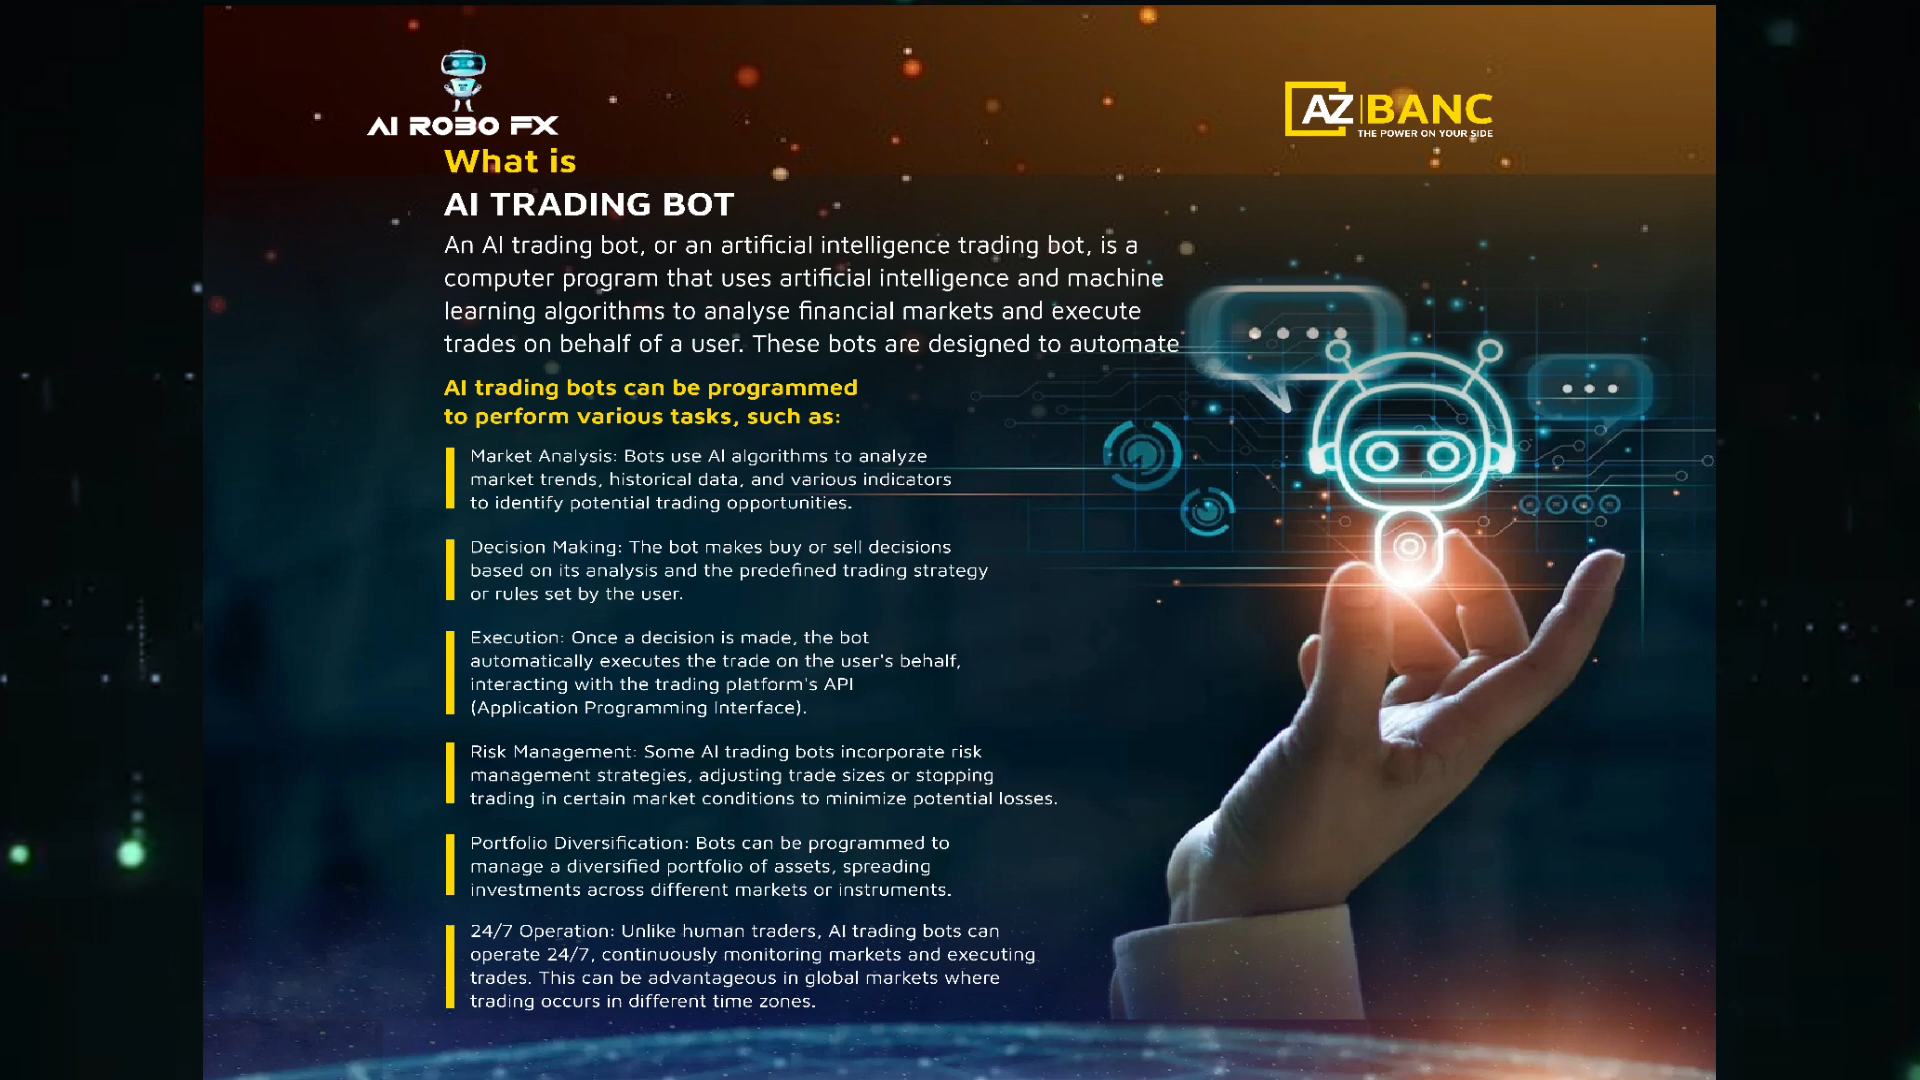 AI ROBO FX
AZ BANC
THE POWER ON YOUR SIDE
What is
AI TRADING BOT
An AI trading bot, or an artificial intelligence trading bot, is a
computer program that uses artificial intelligence and machine
learning algorithms to analyse financial markets and execute
trades on behalf of a user. These bots are designed to automate
AI trading bots can be programmed
to perform various tasks, such as:
Market Analysis: Bots use AI algorithms to analyze
market trends, historical data, and various indicators
to identify potential trading opportunities.
Decision Making: The bot makes buy or sell decisions
based on its analysis and the predefined trading strategy
or rules set by the user.
Execution: Once a decision is made, the bot
automatically executes the trade on the user's behalf,
interacting with the trading platform's API
(Application Programming Interface).
Risk Management: Some AI trading bots incorporate risk
management strategies, adjusting trade sizes or stopping
trading in certain market conditions to minimize potential losses.
Portfolio Diversification: Bots can be programmed to
manage a diversified portfolio of assets, spreading
investments across different markets or instruments.
24/7 Operation: Unlike human traders, AI trading bots can
operate 24/7, continuously monitoring markets and executing
trades. This can be advantageous in global markets where
trading occurs in different time zones.